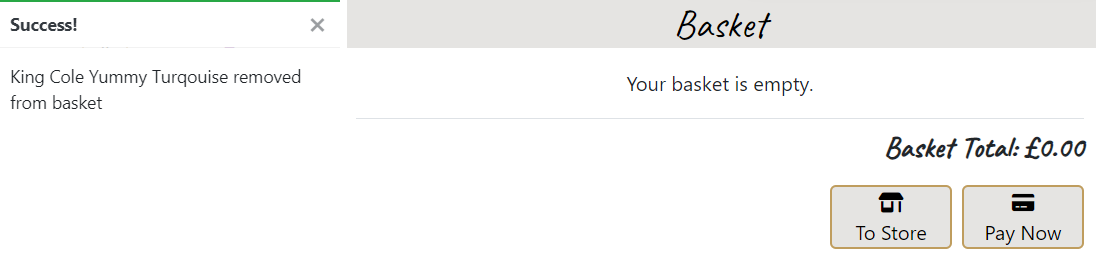 Success!
×
King Cole Yummy Turqouise removed
from basket
Basket
Your basket is empty.
Basket Total: £0.00
To Store
Pay Now